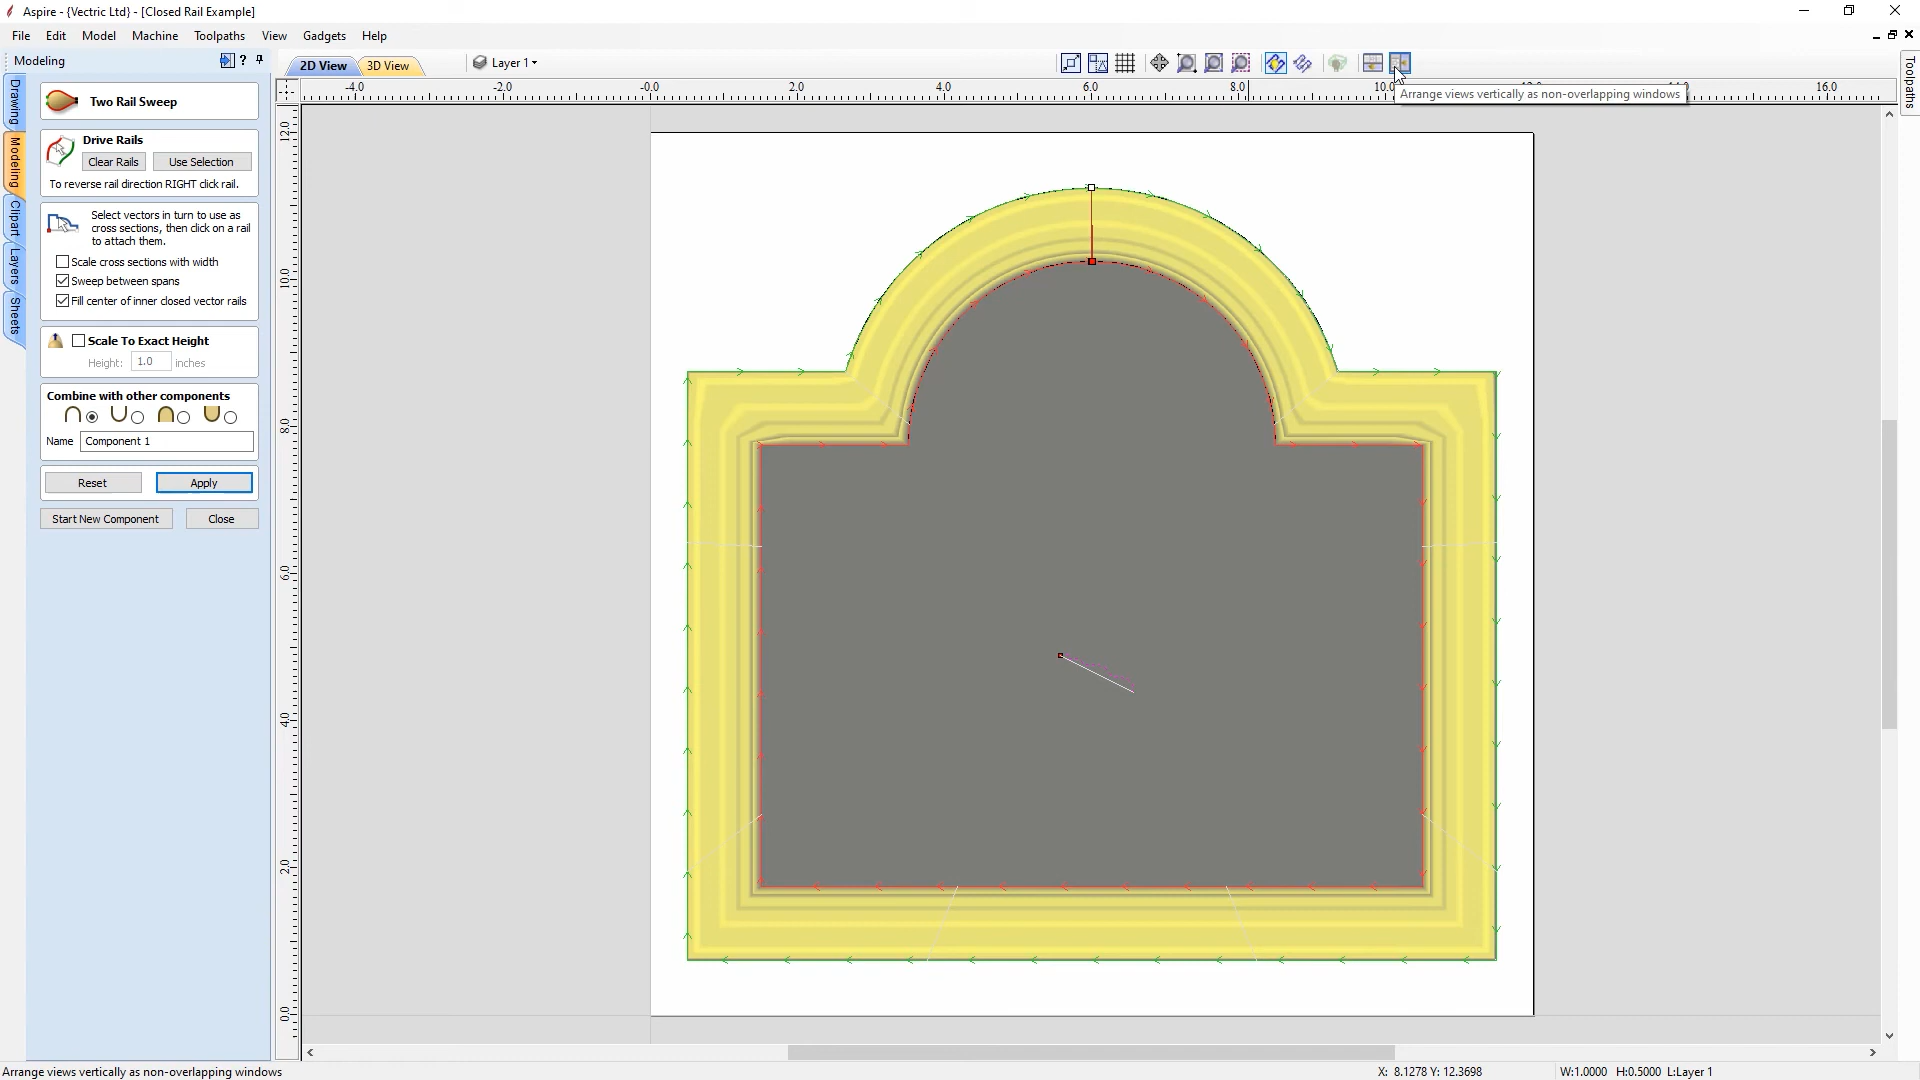 Aspire - {Vectric Ltd} - [Closed Rail Example]
File Edit Model Machine Toolpaths View Gadgets Help
Modeling
?
2D View
3D View
Layer 1
Arrange views vertically as non-overlapping windows
-4.0 -2.0 -0.0 2.0 4.0 6.0 8.0 10.0 16.0
12.0
10.0
8.0
6.0
4.0
2.0
0.0
Drawing
Modeling
Clipart
Layers
Sheets
Toolpaths
Two Rail Sweep
Drive Rails
Clear Rails
Use Selection
To reverse rail direction RIGHT click rail.
Select vectors in turn to use as
cross sections, then click on a rail
to attach them.
Scale cross sections with width
Sweep between spans
Fill center of inner closed vector rails
Scale To Exact Height
Height: 1.0 inches
Combine with other components
Name Component 1
Reset
Apply
Start New Component
Close
Arrange views vertically as non-overlapping windows
X: 8.1278 Y: 12.3698
W:1.0000 H:0.5000 L:Layer 1